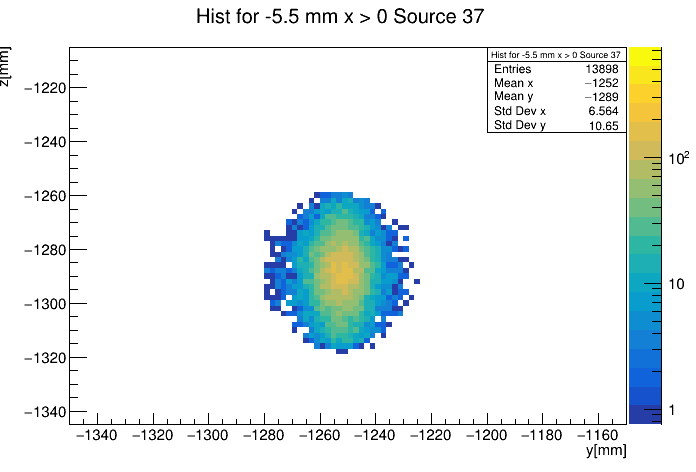 Hist for -5.5 mm x > 0 Source 37
z[mm]
Hist for -5.5 mm x > 0 Source 37
Entries 13898
Mean x −1252
Mean y −1289
Std Dev x 6.564
Std Dev y 10.65
−1220
−1240
−1260
−1280
−1300
−1320
−1340
10²
10
1
−1340 −1320 −1300 −1280 −1260 −1240 −1220 −1200 −1180 −1160
y[mm]